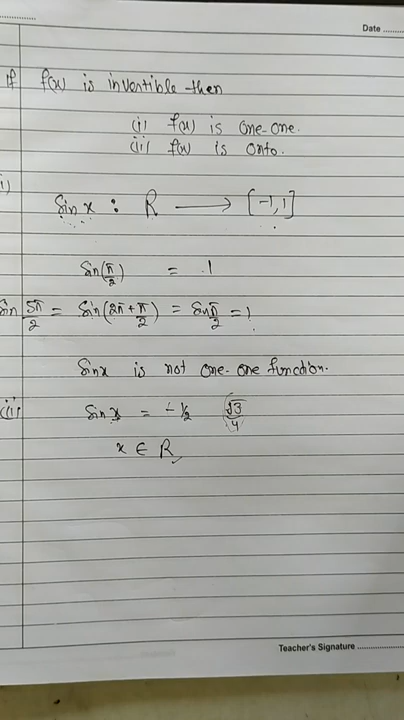 Date ........
If f(x) is invertible then
(i) f(x) is one-one.
(ii) f(x) is onto.
i) Sin x : R ⟶ [-1,1]
Sin(π/2) = 1
Sin 5π/2 = Sin(2π + π/2) = Sin π/2 = 1
Sinx is not one-one function.
(ii) Sin x = -1/2 √3/4
x ∈ R
Teacher's Signature ................